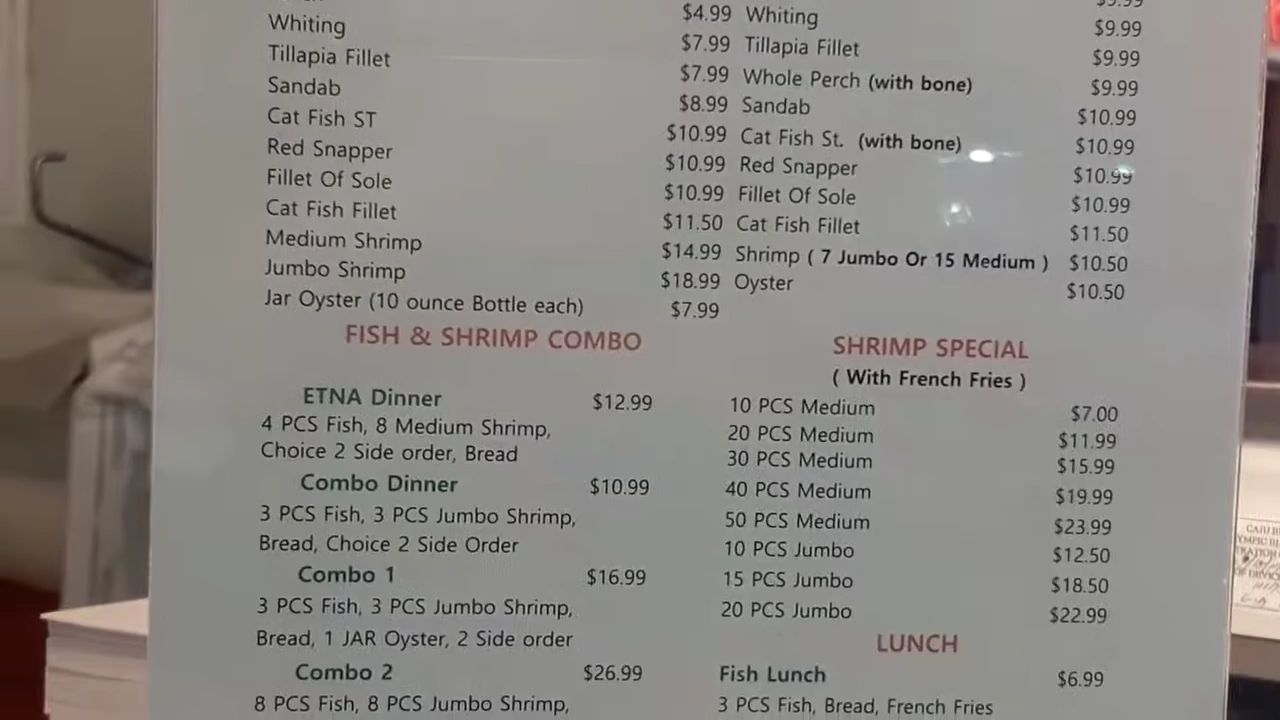 Whiting $4.99
Tillapia Fillet $7.99
Sandab $7.99
Cat Fish ST $8.99
Red Snapper $10.99
Fillet Of Sole $10.99
Cat Fish Fillet $10.99
Medium Shrimp $11.50
Jumbo Shrimp $14.99
Jar Oyster (10 ounce Bottle each) $18.99
$7.99
Whiting $9.99
Tillapia Fillet $9.99
Whole Perch (with bone) $9.99
Sandab $10.99
Cat Fish St. (with bone) $10.99
Red Snapper $10.99
Fillet Of Sole $10.99
Cat Fish Fillet $11.50
Shrimp ( 7 Jumbo Or 15 Medium ) $10.50
Oyster $10.50
FISH & SHRIMP COMBO
ETNA Dinner $12.99
4 PCS Fish, 8 Medium Shrimp,
Choice 2 Side order, Bread
Combo Dinner $10.99
3 PCS Fish, 3 PCS Jumbo Shrimp,
Bread, Choice 2 Side Order
Combo 1 $16.99
3 PCS Fish, 3 PCS Jumbo Shrimp,
Bread, 1 JAR Oyster, 2 Side order
Combo 2 $26.99
8 PCS Fish, 8 PCS Jumbo Shrimp,
SHRIMP SPECIAL
( With French Fries )
10 PCS Medium $7.00
20 PCS Medium $11.99
30 PCS Medium $15.99
40 PCS Medium $19.99
50 PCS Medium $23.99
10 PCS Jumbo $12.50
15 PCS Jumbo $18.50
20 PCS Jumbo $22.99
LUNCH
Fish Lunch $6.99
3 PCS Fish, Bread, French Fries